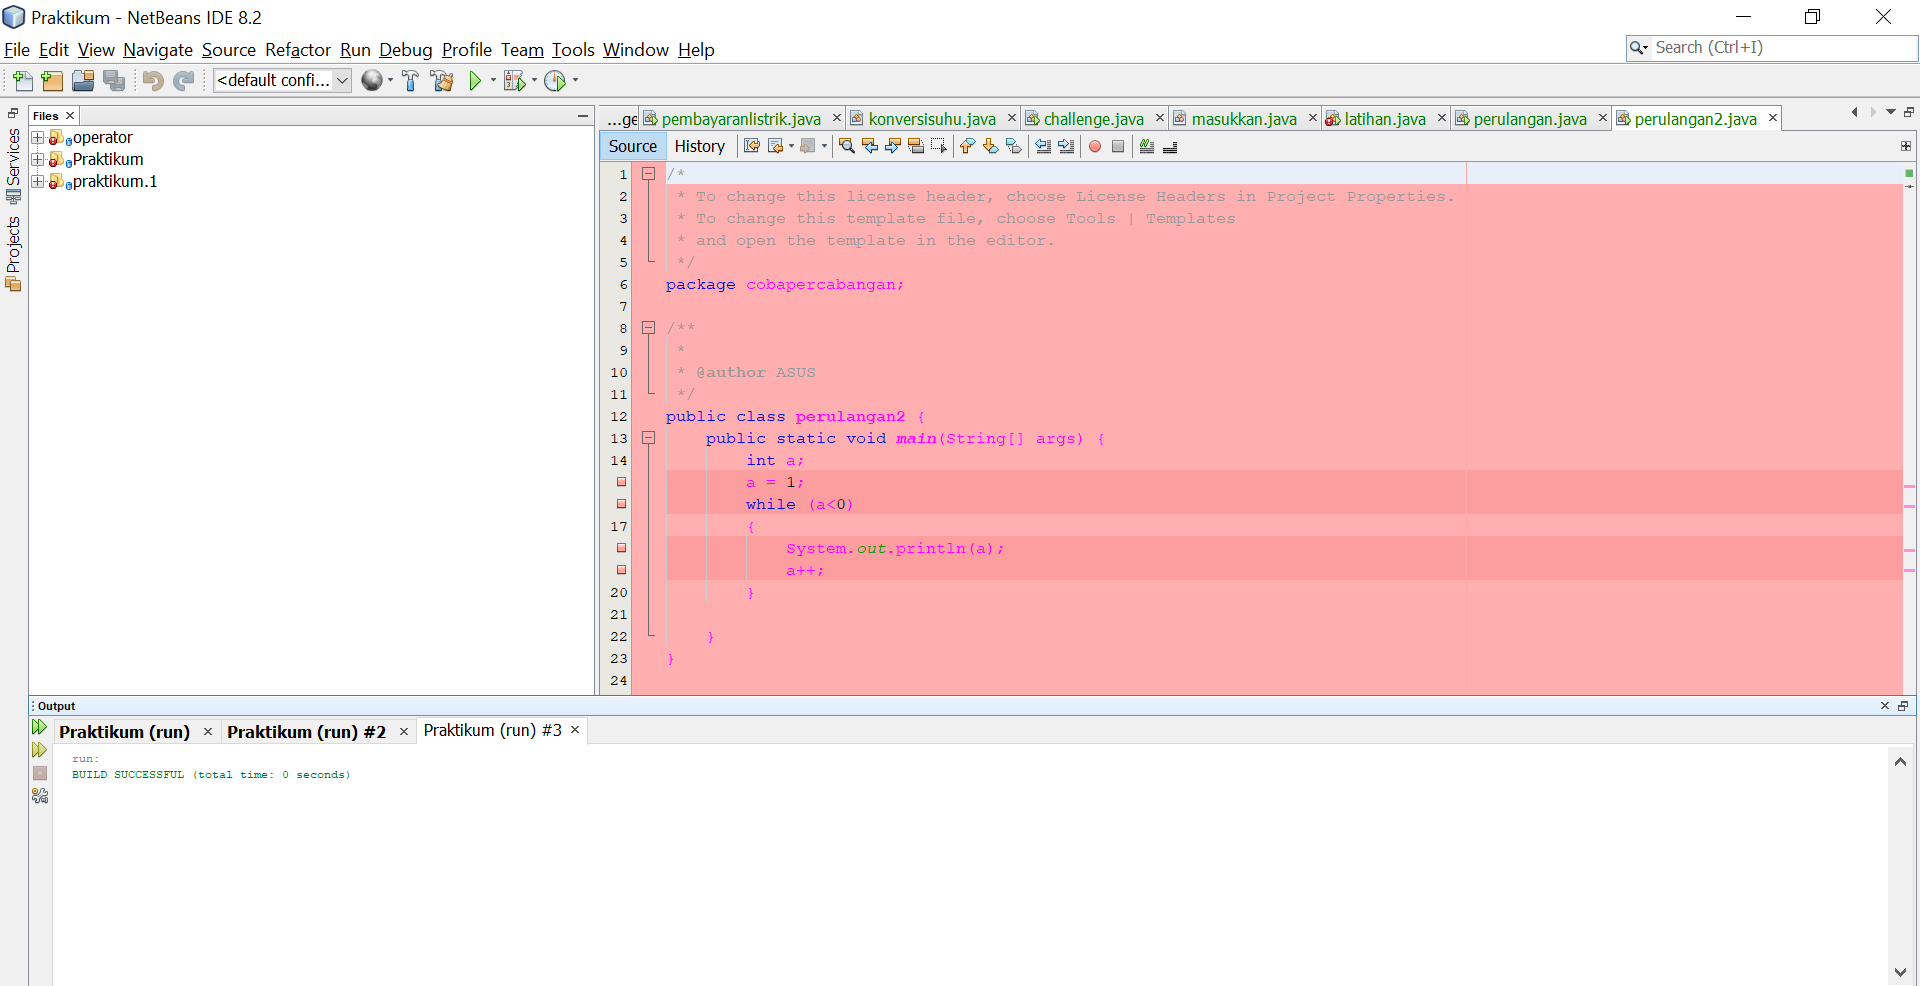 Praktikum - NetBeans IDE 8.2
File Edit View Navigate Source Refactor Run Debug Profile Team Tools Window Help
Search (Ctrl+I)
<default confi...
Services
Projects
Files
operator
Praktikum
praktikum.1
...ge pembayaranlistrik.java konversisuhu.java challenge.java masukkan.java latihan.java perulangan.java perulangan2.java
Source History
1 /*
2 * To change this license header, choose License Headers in Project Properties.
3 * To change this template file, choose Tools | Templates
4 * and open the template in the editor.
5 */
6 package cobapercabangan;
7
8 /**
9 *
10 * @author ASUS
11 */
12 public class perulangan2 {
13 public static void main(String[] args) {
14 int a;
a = 1;
while (a<0)
17 {
System.out.println(a);
a++;
20 }
21
22 }
23 }
24
Output
Praktikum (run) Praktikum (run) #2 Praktikum (run) #3
run:
BUILD SUCCESSFUL (total time: 0 seconds)